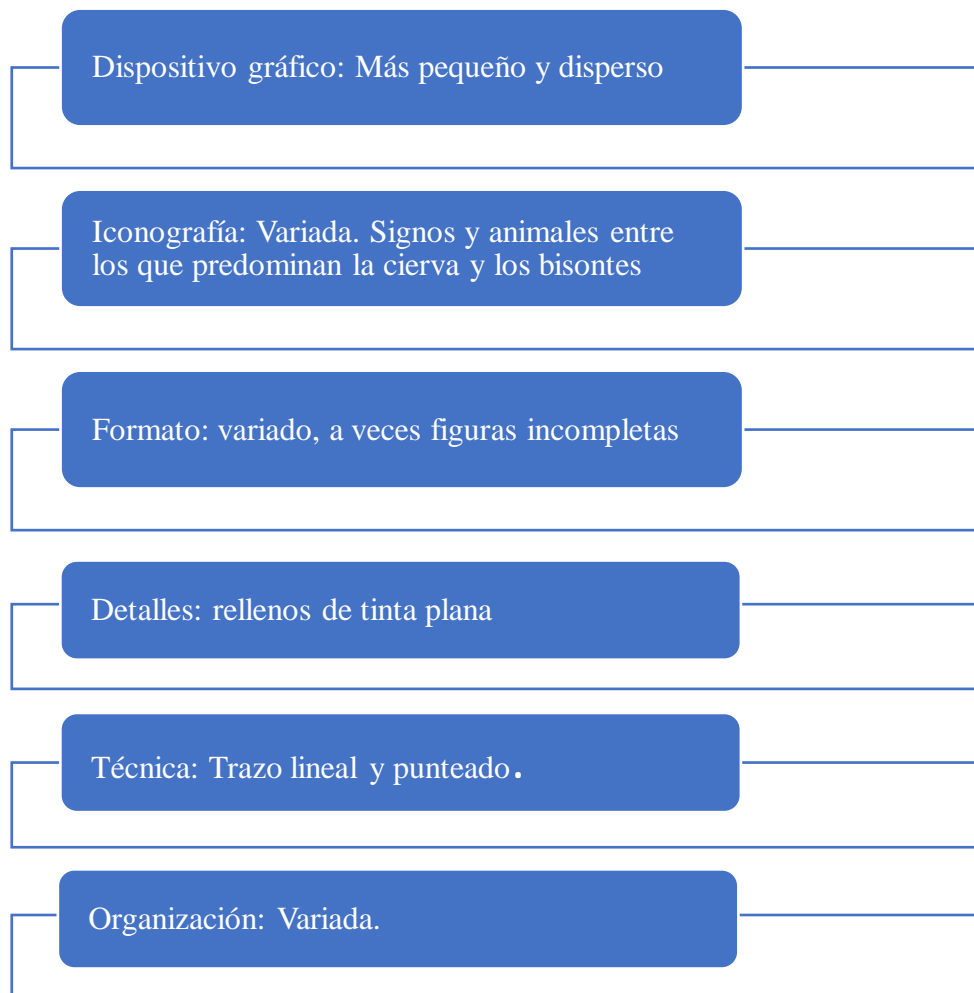 Dispositivo gráfico: Más pequeño y disperso
Iconografía: Variada. Signos y animales entre
los que predominan la cierva y los bisontes
Formato: variado, a veces figuras incompletas
Detalles: rellenos de tinta plana
Técnica: Trazo lineal y punteado.
Organización: Variada.